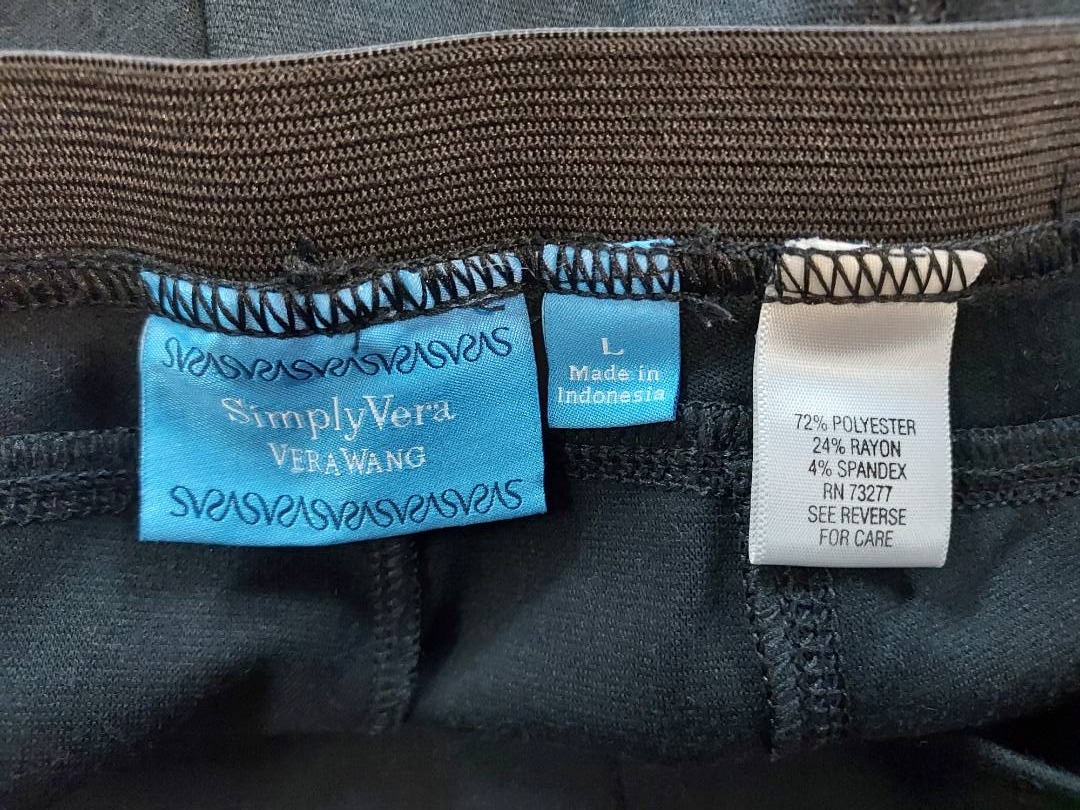 SimplyVera
VERAWANG
L
Made in
Indonesia
72% POLYESTER
24% RAYON
4% SPANDEX
RN 73277
SEE REVERSE
FOR CARE